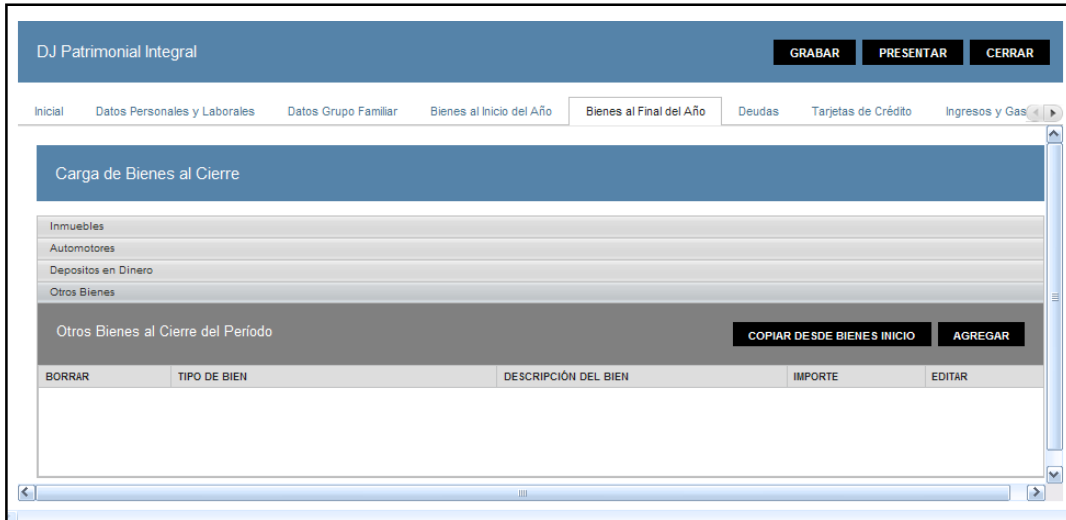 DJ Patrimonial Integral GRABAR PRESENTAR CERRAR
Inicial Datos Personales y Laborales Datos Grupo Familiar Bienes al Inicio del Año Bienes al Final del Año Deudas Tarjetas de Crédito Ingresos y Gas
Carga de Bienes al Cierre
Inmuebles
Automotores
Depositos en Dinero
Otros Bienes
Otros Bienes al Cierre del Período COPIAR DESDE BIENES INICIO AGREGAR
BORRAR TIPO DE BIEN DESCRIPCIÓN DEL BIEN IMPORTE EDITAR